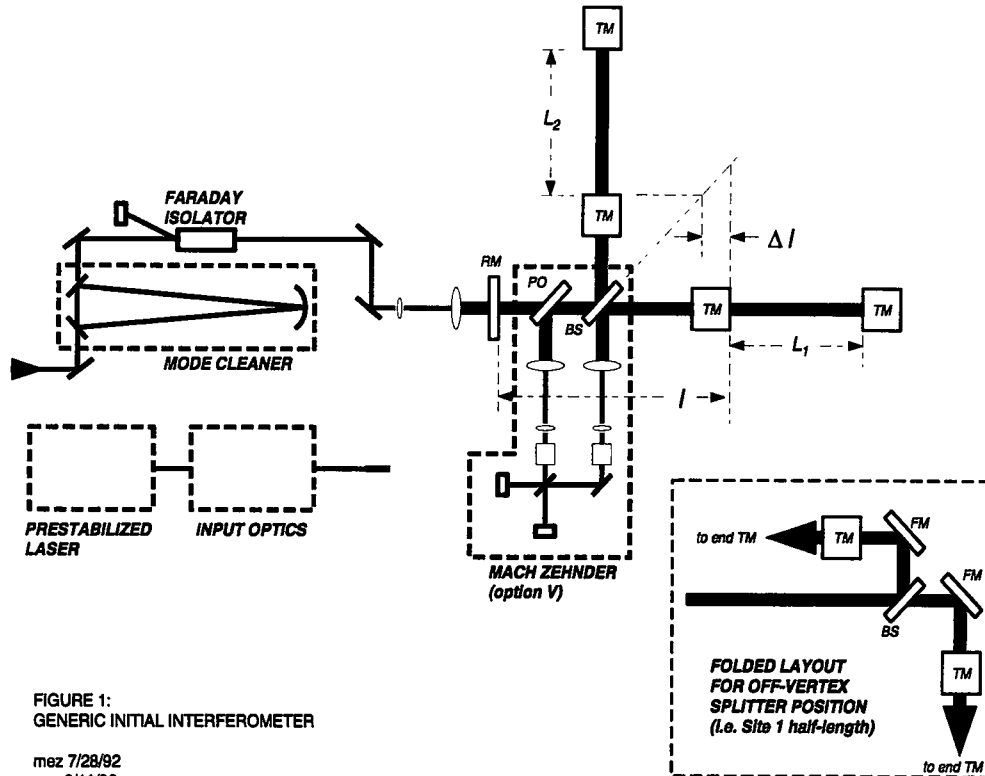 TM
L2
TM
Δl
FARADAY
ISOLATOR
RM
PO
BS
TM
TM
L1
MODE CLEANER
l
PRESTABILIZED
LASER
INPUT OPTICS
MACH ZEHNDER
(option V)
to end TM
TM
FM
FM
BS
TM
FOLDED LAYOUT
FOR OFF-VERTEX
SPLITTER POSITION
(i.e. Site 1 half-length)
to end TM
FIGURE 1:
GENERIC INITIAL INTERFEROMETER
mez 7/28/92